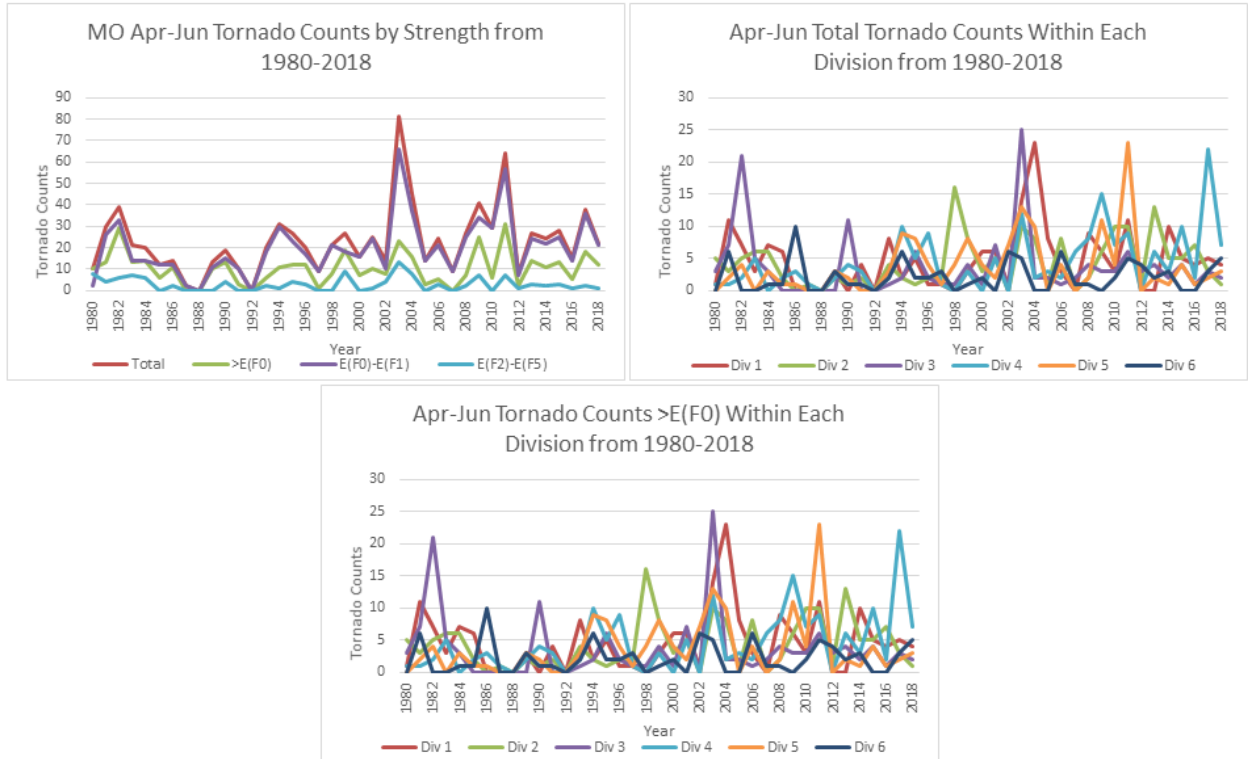 MO Apr-Jun Tornado Counts by Strength from
1980-2018
90
80
70
60
50
40
30
20
10
0
Tornado Counts
1980 1982 1984 1986 1988 1990 1992 1994 1996 1998 2000 2002 2004 2006 2008 2010 2012 2014 2016 2018
Year
Total >E(F0) E(F0)-E(F1) E(F2)-E(F5)
Apr-Jun Total Tornado Counts Within Each
Division from 1980-2018
30
25
20
15
10
5
0
Tornado Counts
1980 1982 1984 1986 1988 1990 1992 1994 1996 1998 2000 2002 2004 2006 2008 2010 2012 2014 2016 2018
Year
Div 1 Div 2 Div 3 Div 4 Div 5 Div 6
Apr-Jun Tornado Counts >E(F0) Within Each
Division from 1980-2018
30
25
20
15
10
5
0
Tornado Counts
1980 1982 1984 1986 1988 1990 1992 1994 1996 1998 2000 2002 2004 2006 2008 2010 2012 2014 2016 2018
Year
Div 1 Div 2 Div 3 Div 4 Div 5 Div 6